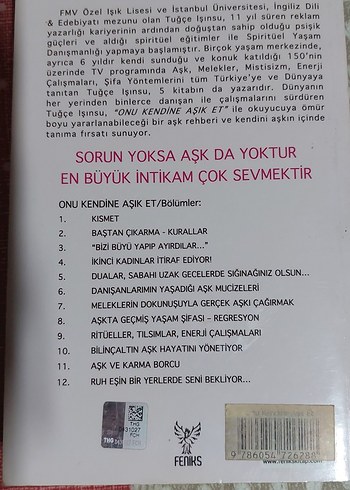 FMV Özel Işık Lisesi ve İstanbul Üniversitesi, İngiliz Dili
& Edebiyatı mezunu olan Tuğçe Işınsu, 11 yıl süren reklam
yazarlığı kariyerinin ardından doğuştan sahip olduğu psişik
güçleri ve aldığı spiritüel eğitimler ile Spiritüel Yaşam
Danışmanlığı yapmaya başlamıştır. Birçok yaşam merkezinde,
ayrıca 6 yıldır kendi sunduğu ve konuk katıldığı 150'nin
üzerinde TV programında Aşk, Melekler, Mistisizm, Enerji
Çalışmaları, Şifa Yöntemlerini tüm Türkiye'ye ve Dünyaya
tanıtan Tuğçe Işınsu, 5 kitabın da yazarıdır. Dünyanın
her yerinden binlerce danışan ile çalışmalarını sürdüren
Tuğçe Işınsu, "ONU KENDİNE AŞIK ET" ile okuyucuya ömür
boyu yararlanabileceği bir aşk rehberi ve kendini aşkın içinde
tanıma fırsatı sunuyor.
SORUN YOKSA AŞK DA YOKTUR
EN BÜYÜK İNTİKAM ÇOK SEVMEKTİR
ONU KENDİNE AŞIK ET/Bölümler:
1. KISMET
2. BAŞTAN ÇIKARMA - KURALLAR
3. "BİZİ BÜYÜ YAPIP AYIRDILAR..."
4. İKİNCİ KADINLAR İTİRAF EDİYOR!
5. DUALAR, SABAHI UZAK GECELERDE SIĞINAĞINIZ OLSUN...
6. DANIŞANLARIMIN YAŞADIĞI AŞK MUCİZELERİ
7. MELEKLERİN DOKUNUŞUYLA GERÇEK AŞKI ÇAĞIRMAK
8. AŞKTA GEÇMİŞ YAŞAM ŞİFASI – REGRESYON
9. RİTÜELLER, TILSIMLAR, ENERJİ ÇALIŞMALARI
10. BİLİNÇALTIN AŞK HAYATINI YÖNETİYOR
11. AŞK VE KARMA BORCU
12. RUH EŞİN BİR YERLERDE SENİ BEKLİYOR...
THG
FCH
FENİKS
9 786054 726288
www.fenikskitap.com